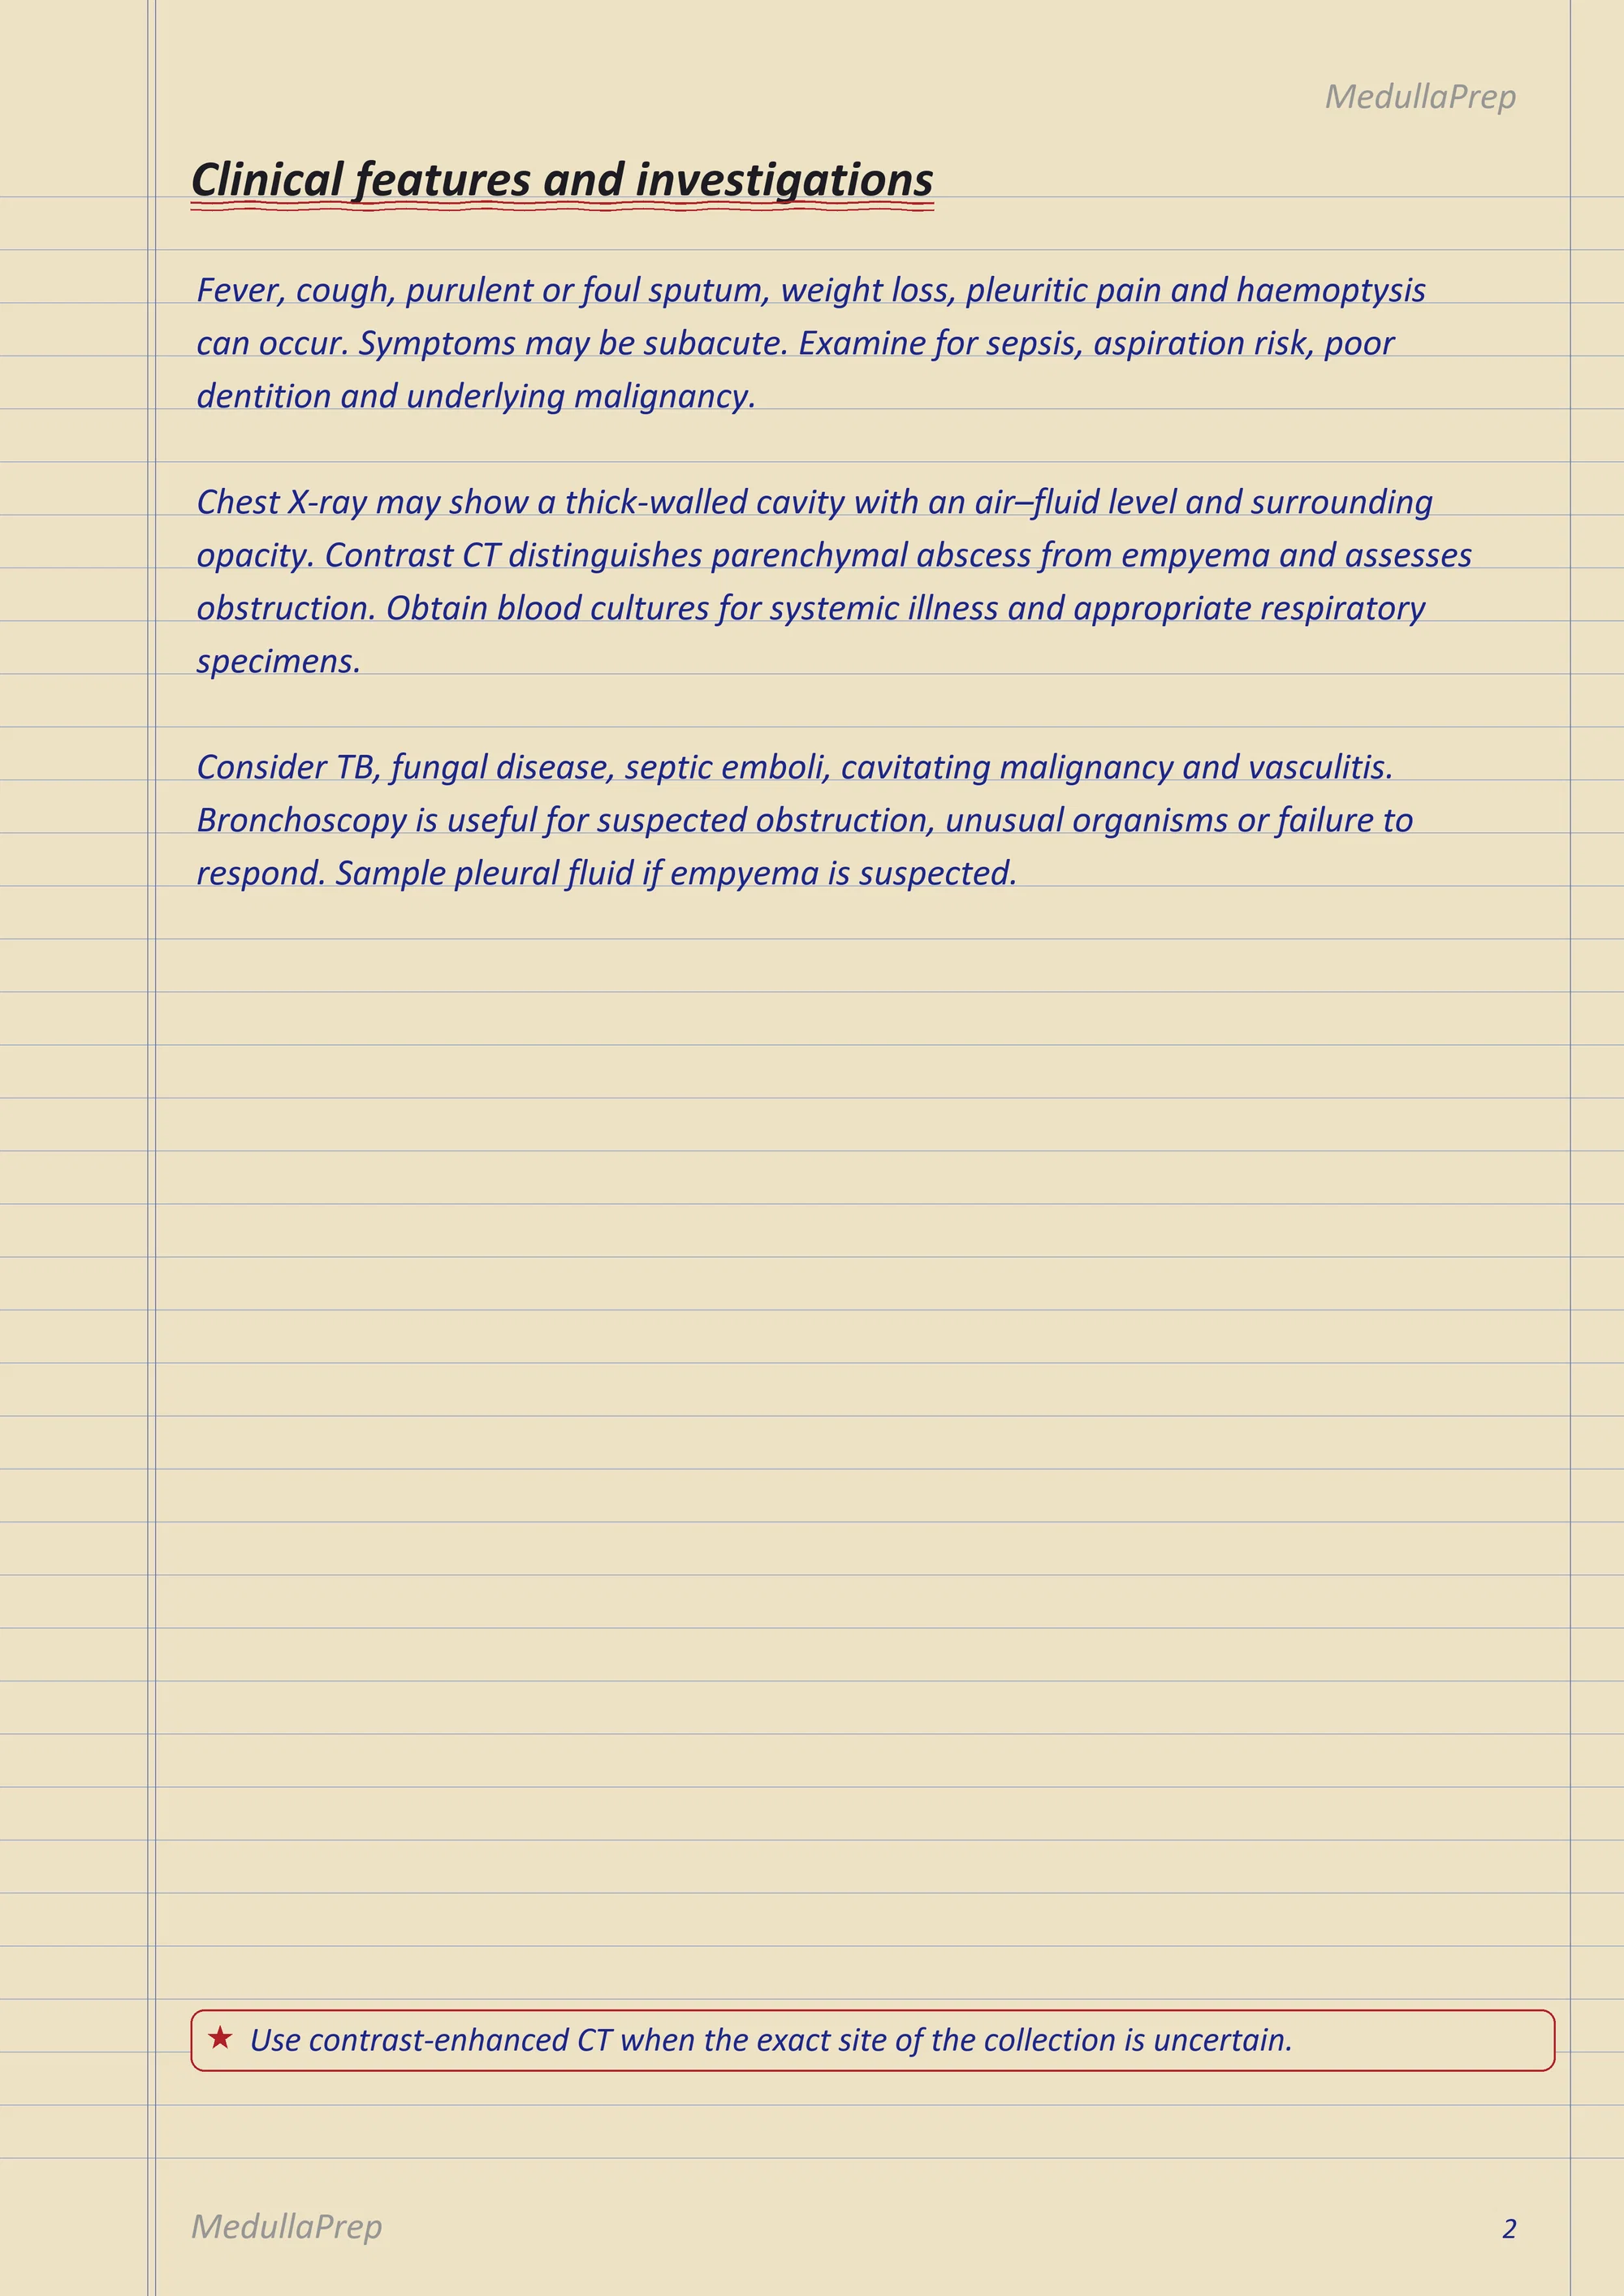 MedullaPrep
Clinical features and investigations
Fever, cough, purulent or foul sputum, weight loss, pleuritic pain and haemoptysis
can occur. Symptoms may be subacute. Examine for sepsis, aspiration risk, poor
dentition and underlying malignancy.
Chest X-ray may show a thick-walled cavity with an air–fluid level and surrounding
opacity. Contrast CT distinguishes parenchymal abscess from empyema and assesses
obstruction. Obtain blood cultures for systemic illness and appropriate respiratory
specimens.
Consider TB, fungal disease, septic emboli, cavitating malignancy and vasculitis.
Bronchoscopy is useful for suspected obstruction, unusual organisms or failure to
respond. Sample pleural fluid if empyema is suspected.
★ Use contrast-enhanced CT when the exact site of the collection is uncertain.
MedullaPrep
2